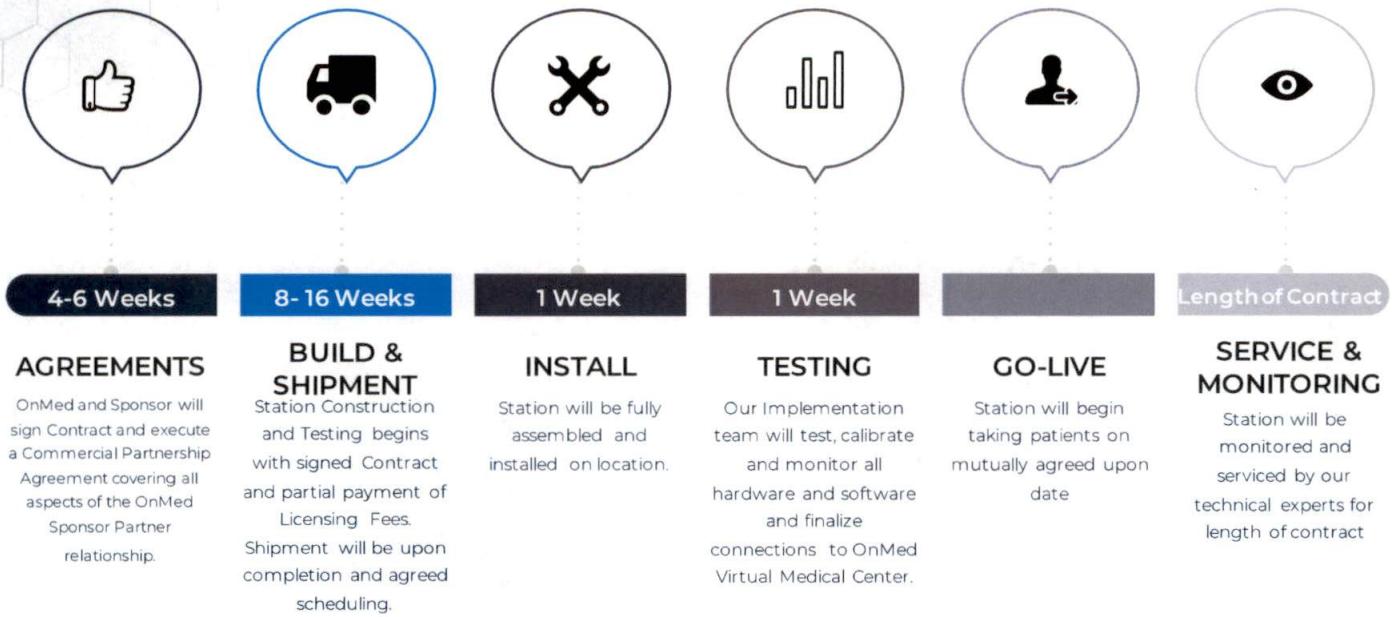 4-6 Weeks
AGREEMENTS
OnMed and Sponsor will
sign Contract and execute
a Commercial Partnership
Agreement covering all
aspects of the OnMed
Sponsor Partner
relationship.
8- 16 Weeks
BUILD &
SHIPMENT
Station Construction
and Testing begins
with signed Contract
and partial payment of
Licensing Fees.
Shipment will be upon
completion and agreed
scheduling.
1 Week
INSTALL
Station will be fully
assembled and
installed on location.
1 Week
TESTING
Our Implementation
team will test, calibrate
and monitor all
hardware and software
and finalize
connections to OnMed
Virtual Medical Center.
GO-LIVE
Station will begin
taking patients on
mutually agreed upon
date
Length of Contract
SERVICE &
MONITORING
Station will be
monitored and
serviced by our
technical experts for
length of contract